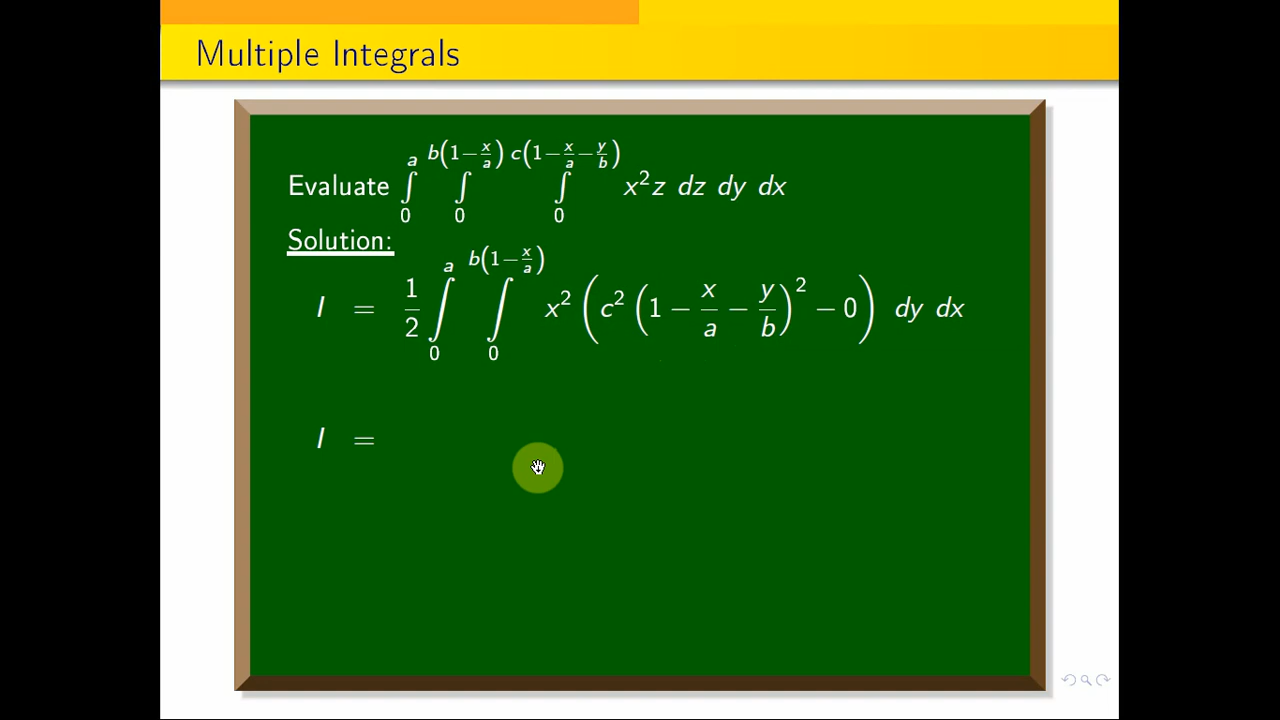 Multiple Integrals
Evaluate ∫₀^a ∫₀^{b(1−x/a)} ∫₀^{c(1−x/a−y/b)} x²z dz dy dx
Solution:
I = 1/2 ∫₀^a ∫₀^{b(1−x/a)} x² (c² (1 − x/a − y/b)² − 0) dy dx
I =